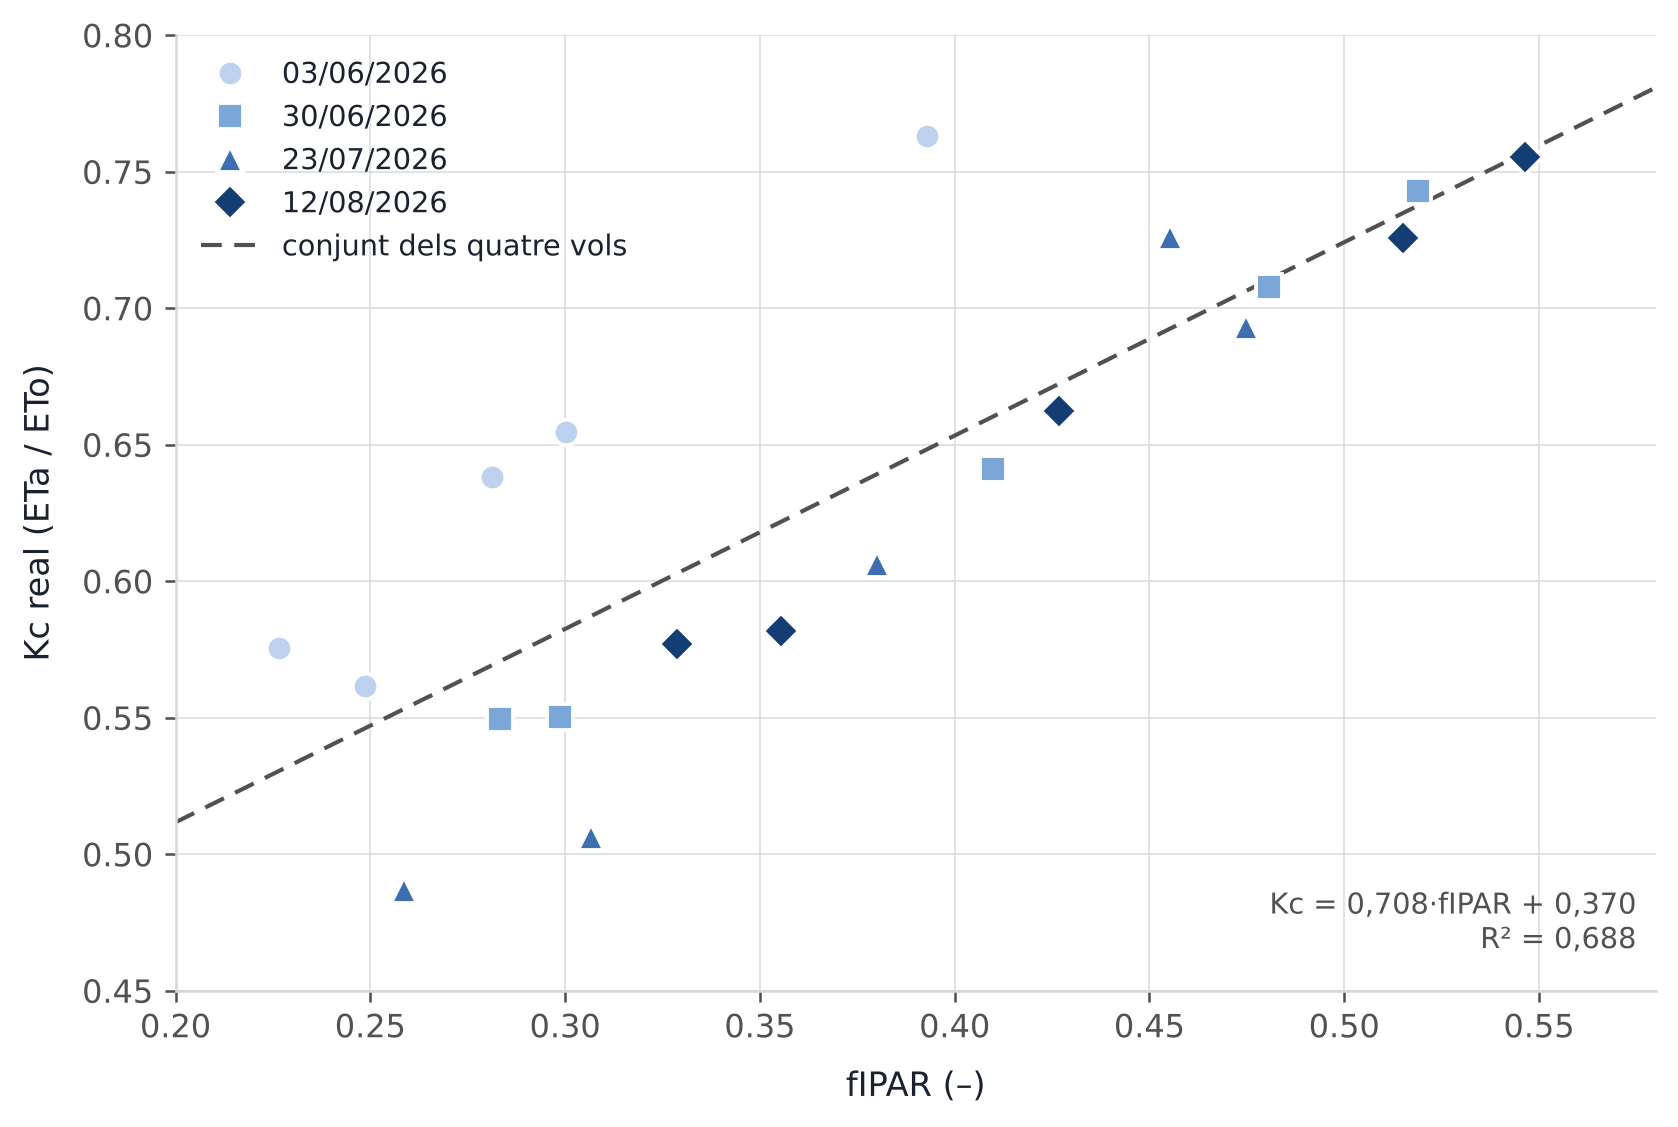 0.80
0.75
0.70
0.65
0.60
0.55
0.50
0.45
Kc real (ETa / ETo)
03/06/2026
30/06/2026
23/07/2026
12/08/2026
conjunt dels quatre vols
Kc = 0,708·fIPAR + 0,370
R² = 0,688
0.20 0.25 0.30 0.35 0.40 0.45 0.50 0.55
fIPAR (–)